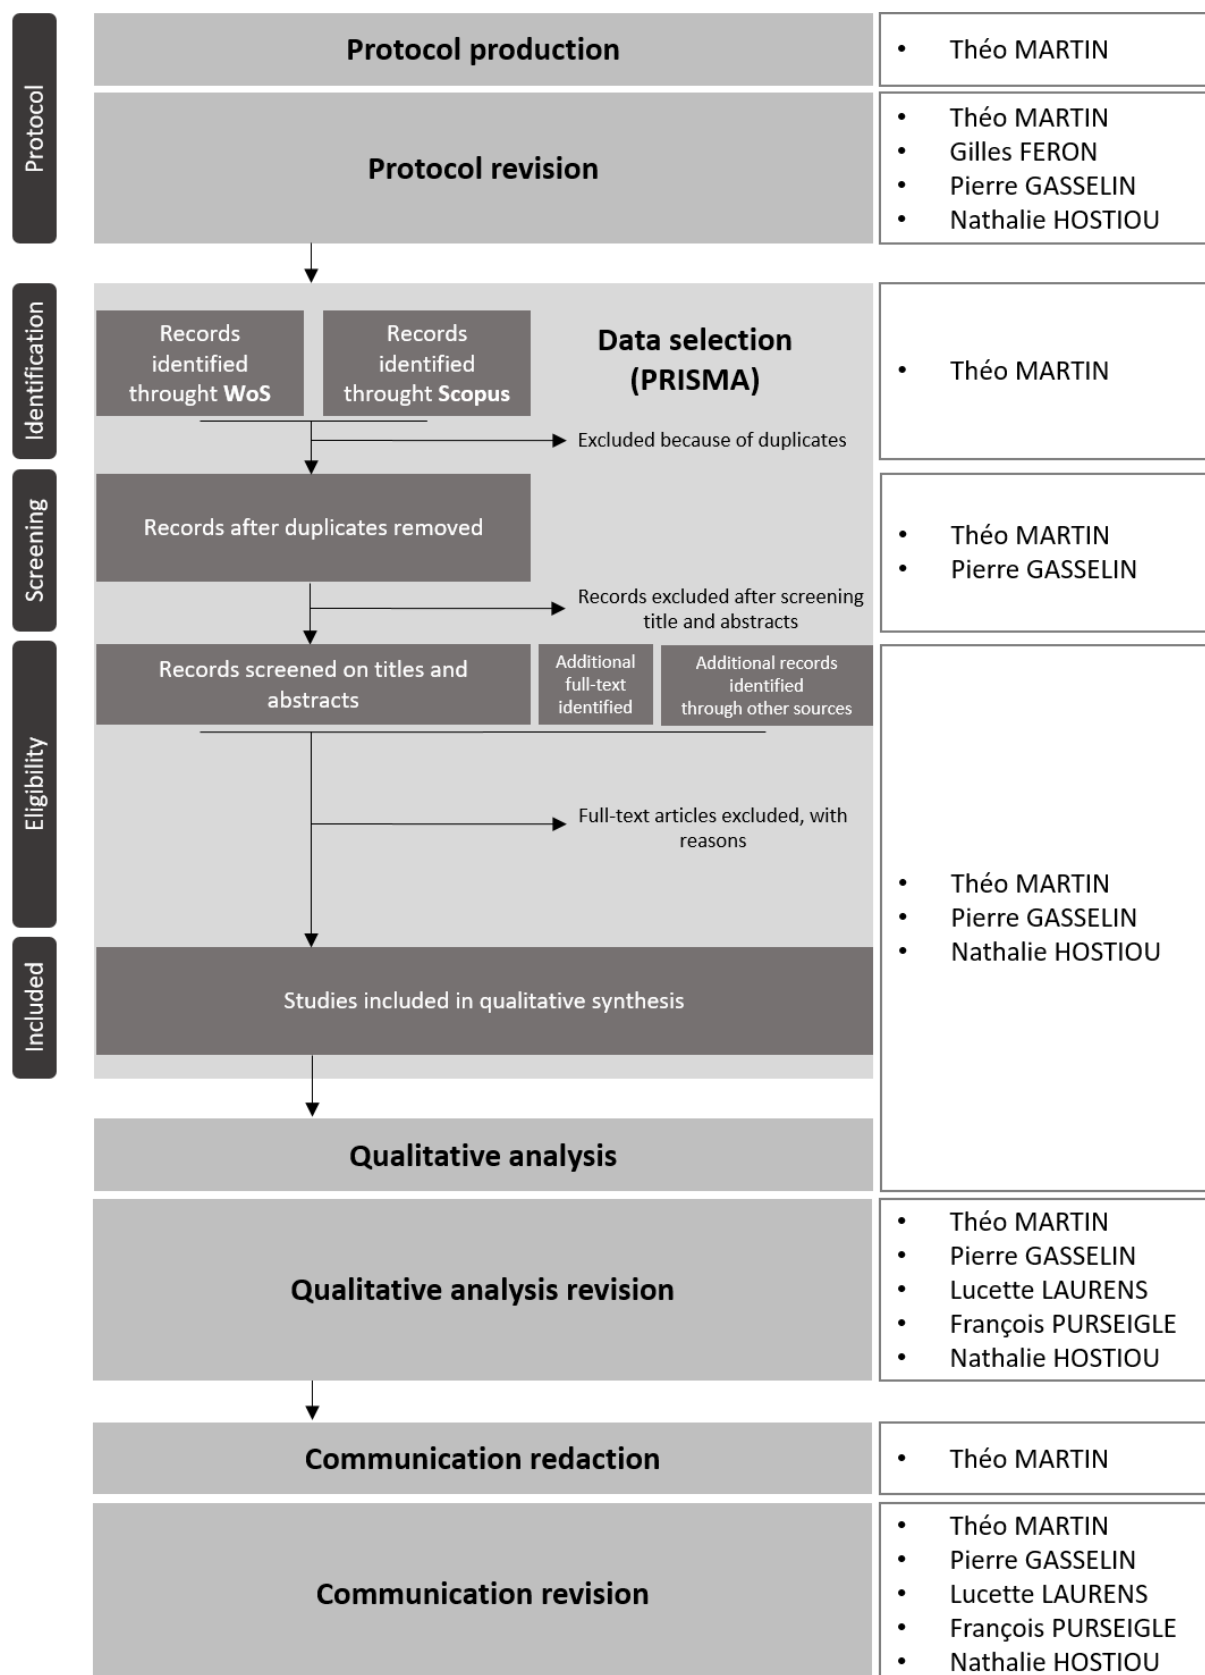 Protocol
Protocol production
• Théo MARTIN
Protocol revision
• Théo MARTIN
• Gilles FERON
• Pierre GASSELIN
• Nathalie HOSTIOU
Identification
Records
identified
throught WoS
Records
identified
throught Scopus
Data selection
(PRISMA)
• Théo MARTIN
Excluded because of duplicates
Screening
Records after duplicates removed
• Théo MARTIN
• Pierre GASSELIN
Records excluded after screening
title and abstracts
Eligibility
Records screened on titles and
abstracts
Additional
full-text
identified
Additional records
identified
through other sources
Full-text articles excluded, with
reasons
• Théo MARTIN
• Pierre GASSELIN
• Nathalie HOSTIOU
Included
Studies included in qualitative synthesis
Qualitative analysis
Qualitative analysis revision
• Théo MARTIN
• Pierre GASSELIN
• Lucette LAURENS
• François PURSEIGLE
• Nathalie HOSTIOU
Communication redaction
• Théo MARTIN
Communication revision
• Théo MARTIN
• Pierre GASSELIN
• Lucette LAURENS
• François PURSEIGLE
• Nathalie HOSTIOU